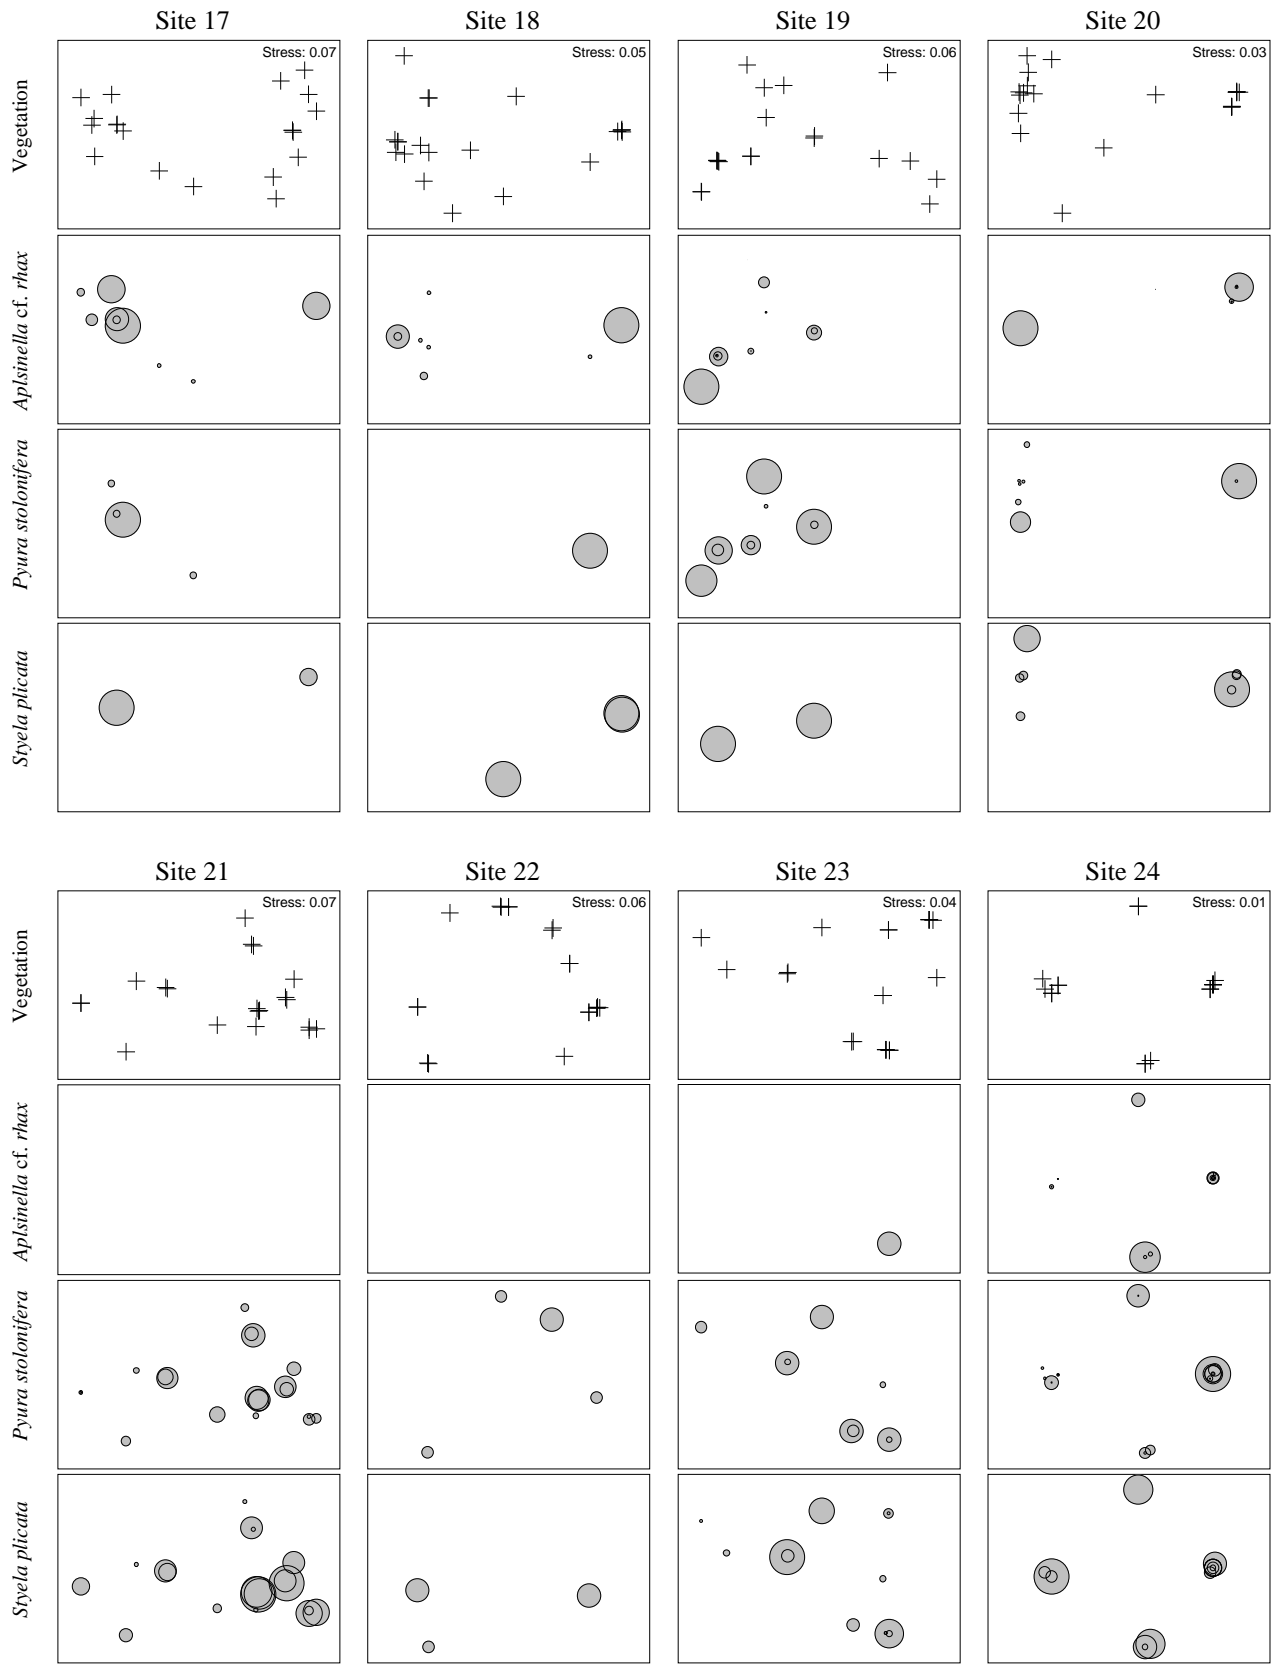 Site 17 Site 18 Site 19 Site 20
Vegetation
Stress: 0.07 Stress: 0.05 Stress: 0.06 Stress: 0.03
Aplsinella cf. rhax
Pyura stolonifera
Styela plicata
Site 21 Site 22 Site 23 Site 24
Vegetation
Stress: 0.07 Stress: 0.06 Stress: 0.04 Stress: 0.01
Aplsinella cf. rhax
Pyura stolonifera
Styela plicata